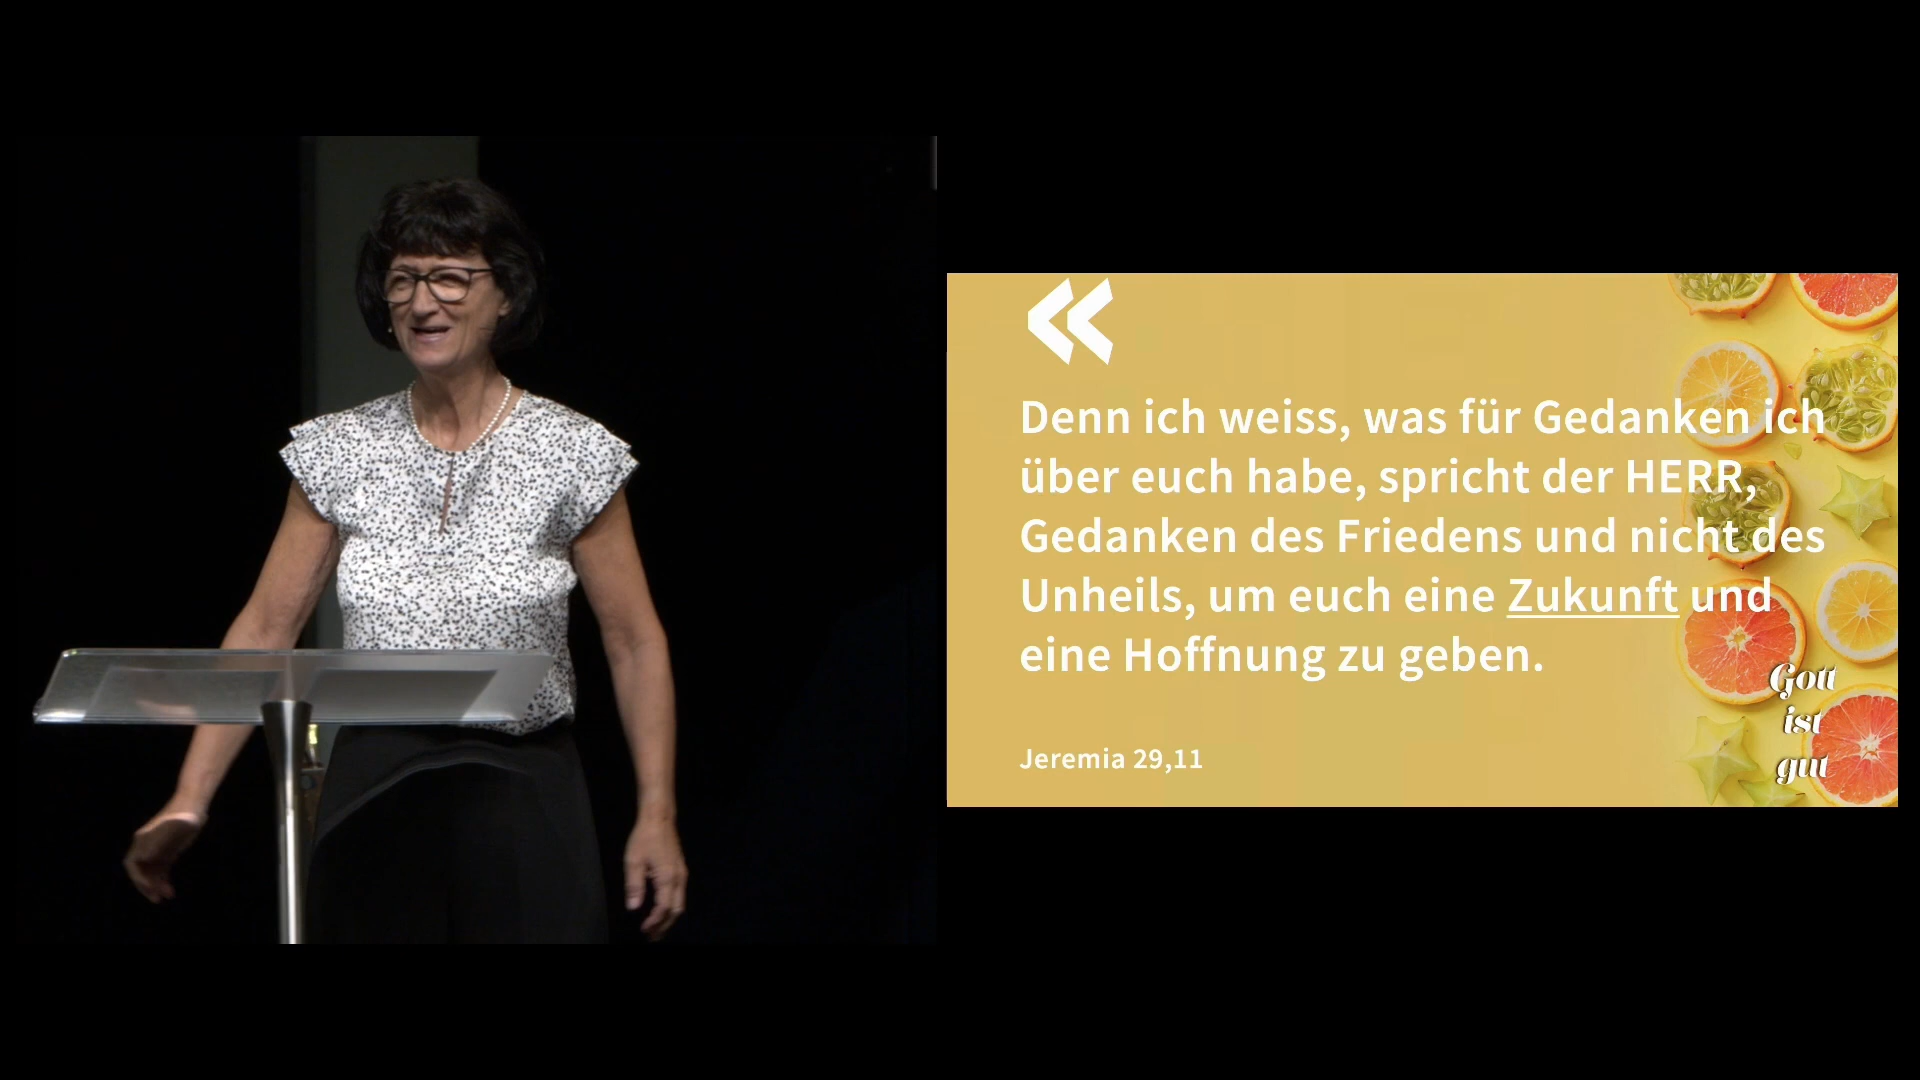 «
Denn ich weiss, was für Gedanken ich
über euch habe, spricht der HERR,
Gedanken des Friedens und nicht des
Unheils, um euch eine Zukunft und
eine Hoffnung zu geben.
Jeremia 29,11
Gott
ist
gut